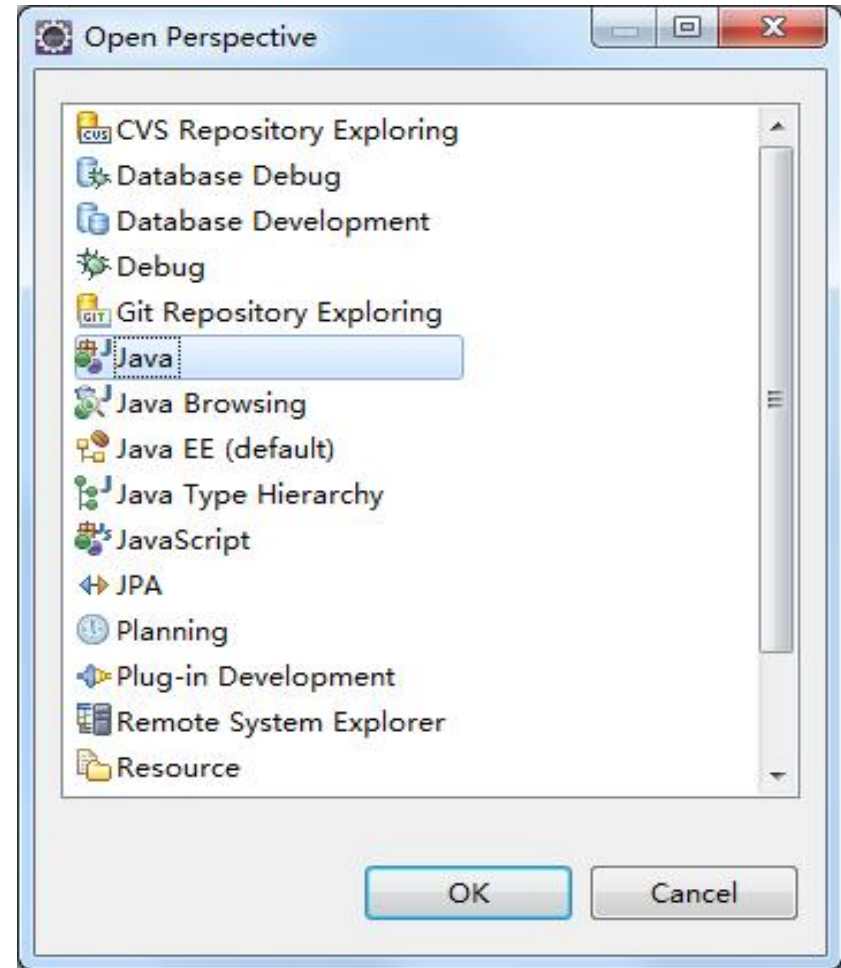 Open Perspective
CVS Repository Exploring
Database Debug
Database Development
Debug
Git Repository Exploring
Java
Java Browsing
Java EE (default)
Java Type Hierarchy
JavaScript
JPA
Planning
Plug-in Development
Remote System Explorer
Resource
OK Cancel